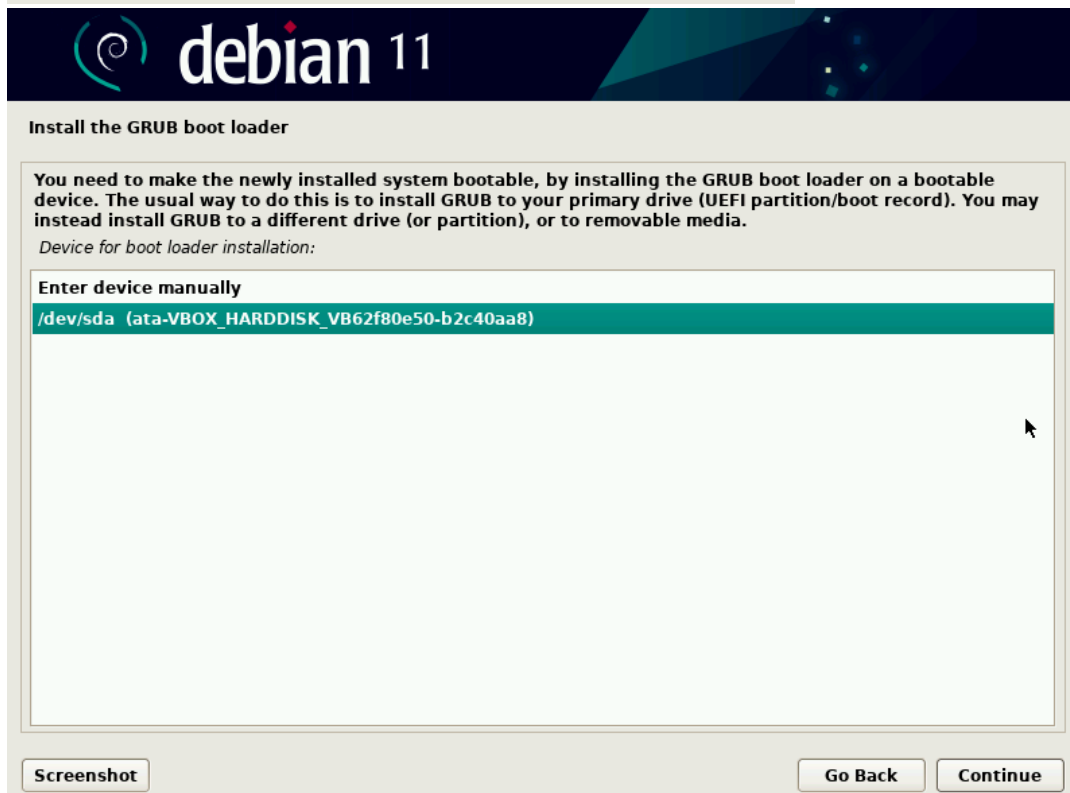 debian 11
Install the GRUB boot loader
You need to make the newly installed system bootable, by installing the GRUB boot loader on a bootable
device. The usual way to do this is to install GRUB to your primary drive (UEFI partition/boot record). You may
instead install GRUB to a different drive (or partition), or to removable media.
Device for boot loader installation:
Enter device manually
/dev/sda (ata-VBOX_HARDDISK_VB62f80e50-b2c40aa8)
Screenshot
Go Back
Continue